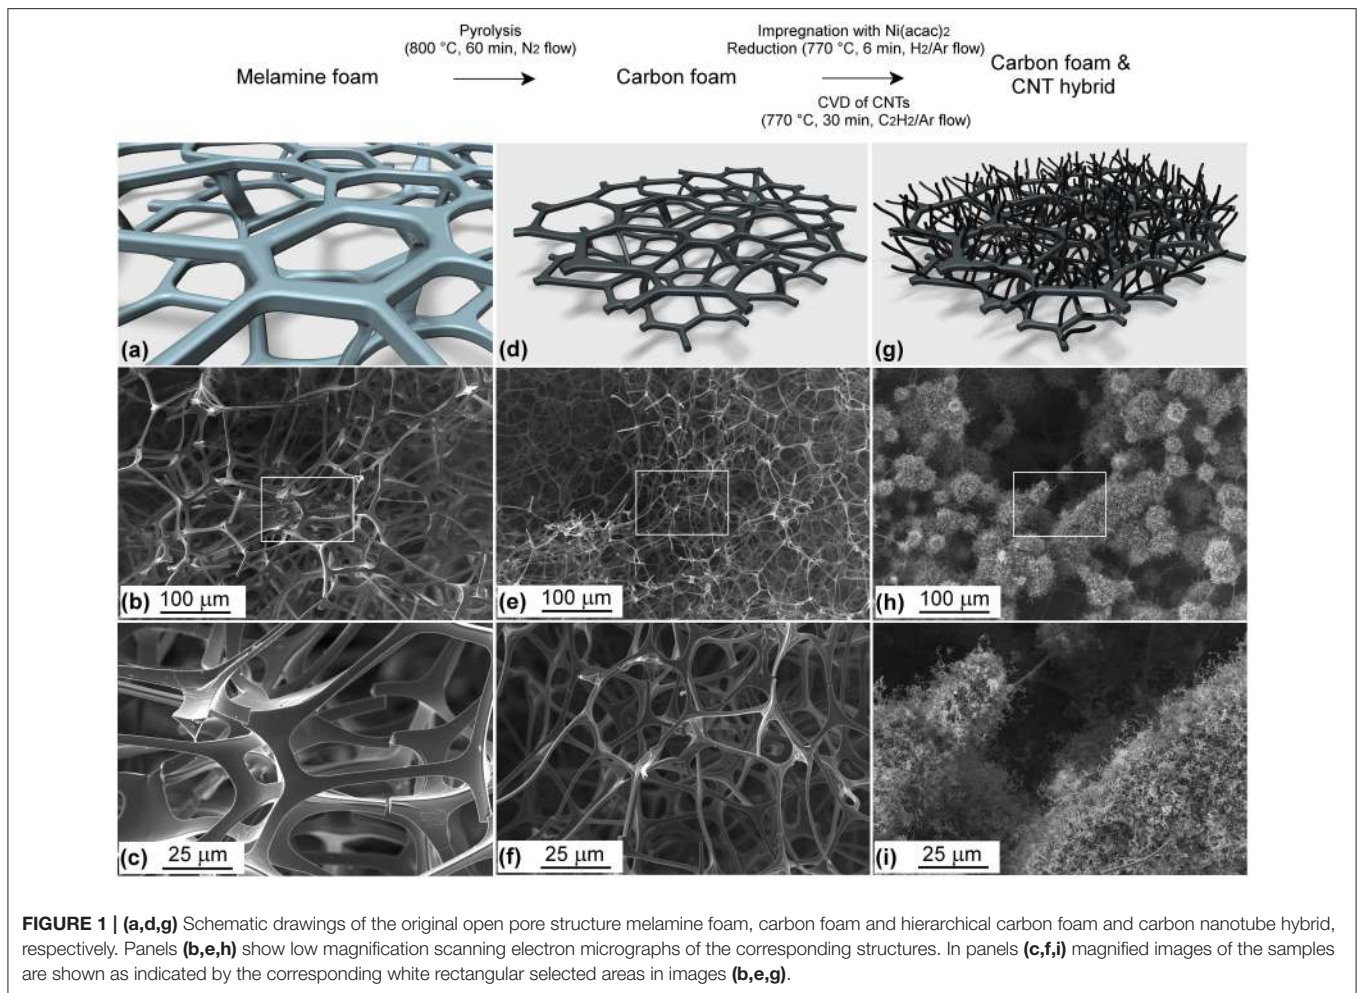 Pyrolysis
(800 °C, 60 min, N2 flow)
Impregnation with Ni(acac)2
Reduction (770 °C, 6 min, H2/Ar flow)
Melamine foam
Carbon foam
Carbon foam &
CNT hybrid
CVD of CNTs
(770 °C, 30 min, C2H2/Ar flow)
(a)
(d)
(g)
(b) 100 μm
(e) 100 μm
(h) 100 μm
(c) 25 μm
(f) 25 μm
(i) 25 μm
FIGURE 1 | (a,d,g) Schematic drawings of the original open pore structure melamine foam, carbon foam and hierarchical carbon foam and carbon nanotube hybrid,
respectively. Panels (b,e,h) show low magnification scanning electron micrographs of the corresponding structures. In panels (c,f,i) magnified images of the samples
are shown as indicated by the corresponding white rectangular selected areas in images (b,e,g).